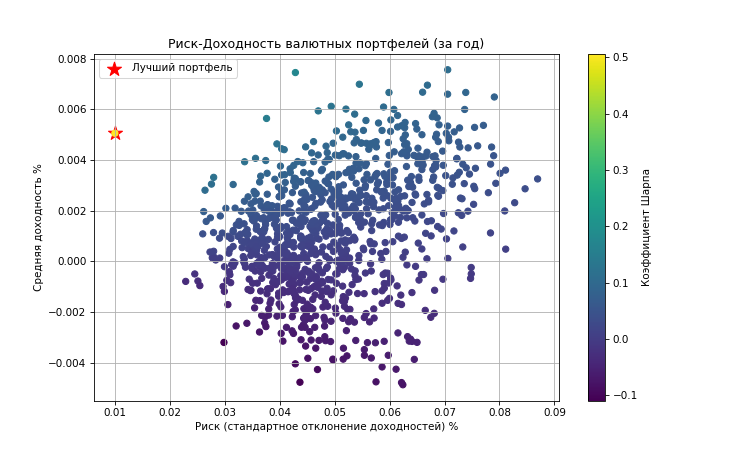 Риск-Доходность валютных портфелей (за год)
Лучший портфель
0.008
0.006
0.004
0.002
0.000
−0.002
−0.004
Средняя доходность %
0.01 0.02 0.03 0.04 0.05 0.06 0.07 0.08 0.09
Риск (стандартное отклонение доходностей) %
0.5
0.4
0.3
0.2
0.1
0.0
−0.1
Коэффициент Шарпа